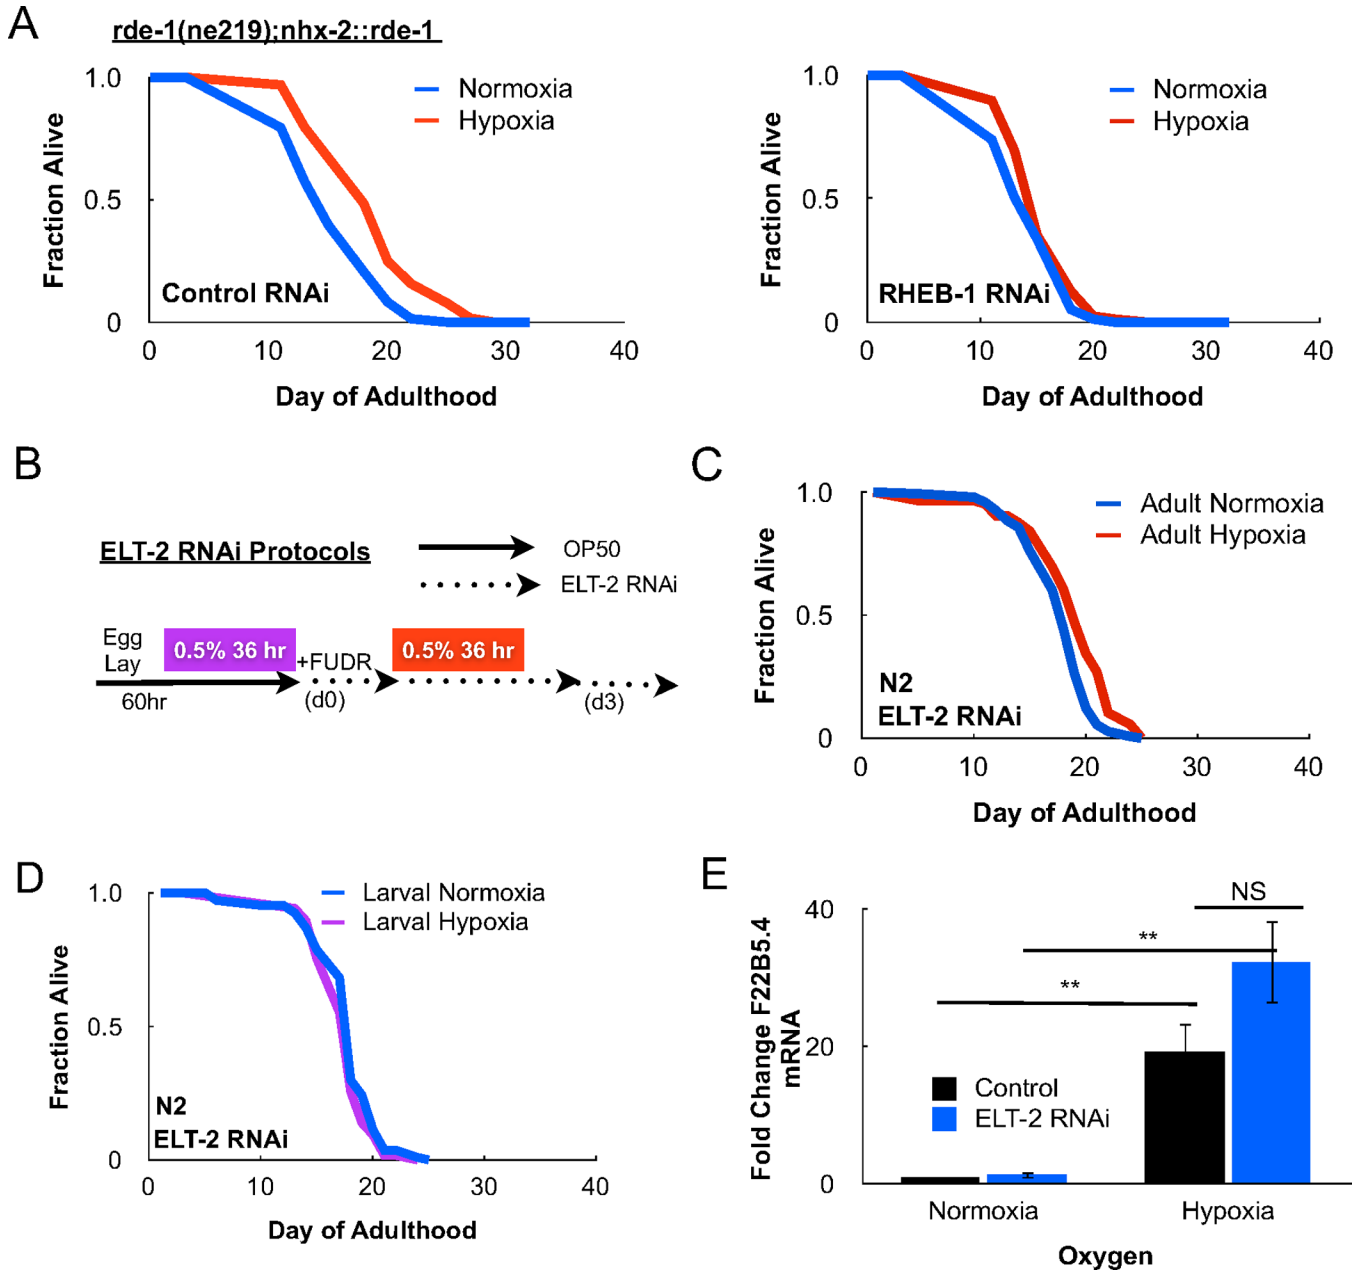 A
rde-1(ne219);nhx-2::rde-1
1.0
0.5
0
Fraction Alive
Normoxia
Hypoxia
Control RNAi
0 10 20 30 40
Day of Adulthood
1.0
0.5
0
Fraction Alive
Normoxia
Hypoxia
RHEB-1 RNAi
0 10 20 30 40
Day of Adulthood
B
ELT-2 RNAi Protocols
OP50
ELT-2 RNAi
Egg
Lay
0.5% 36 hr
+FUDR
0.5% 36 hr
60hr
(d0)
(d3)
C
1.0
0.5
0
Fraction Alive
Adult Normoxia
Adult Hypoxia
N2
ELT-2 RNAi
0 10 20 30 40
Day of Adulthood
D
1.0
0.5
0
Fraction Alive
Larval Normoxia
Larval Hypoxia
N2
ELT-2 RNAi
0 10 20 30 40
Day of Adulthood
E
Fold Change F22B5.4
mRNA
40
20
0
NS
**
**
Control
ELT-2 RNAi
Normoxia Hypoxia
Oxygen